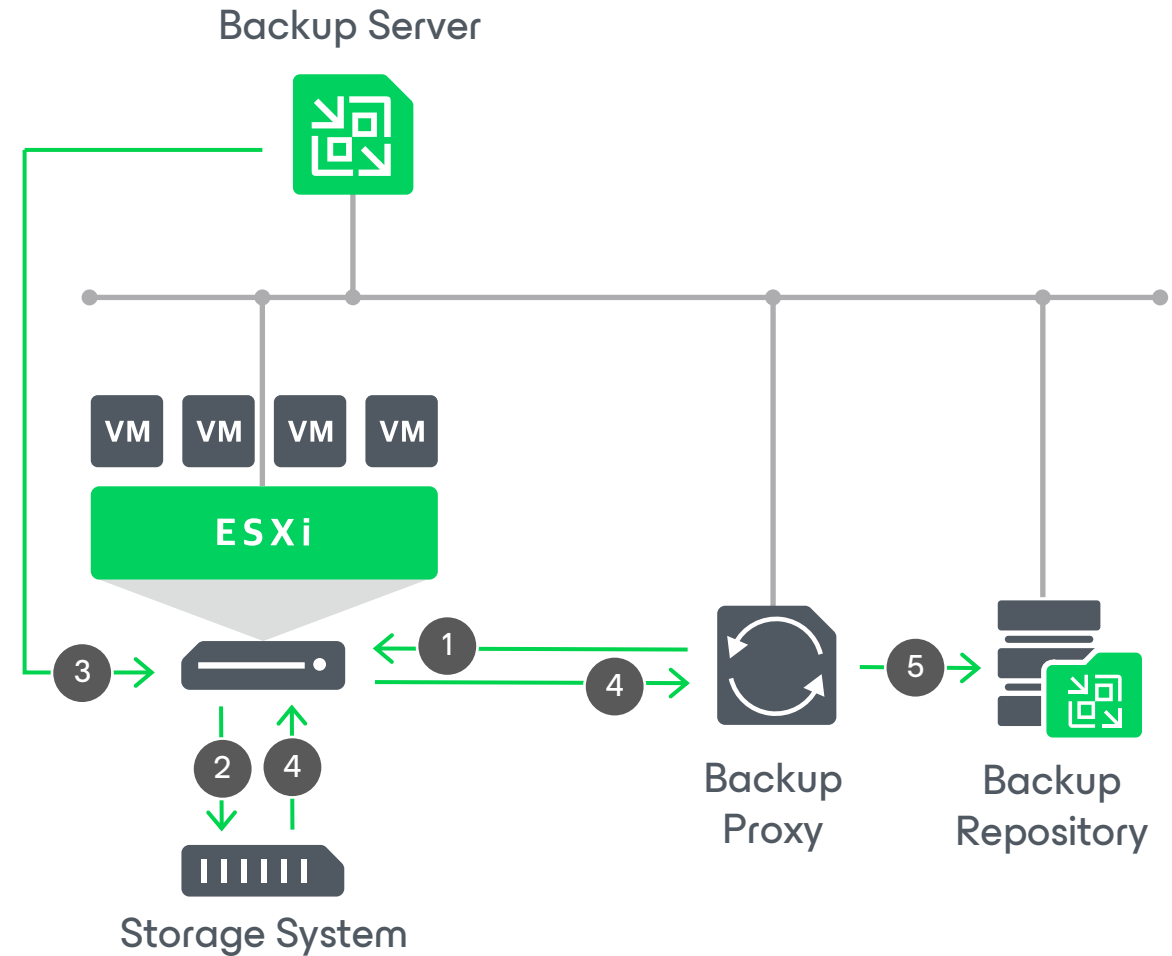 Backup Server
VM VM VM VM
ESXi
1
3
4
5
2 4
Backup
Proxy
Backup
Repository
Storage System